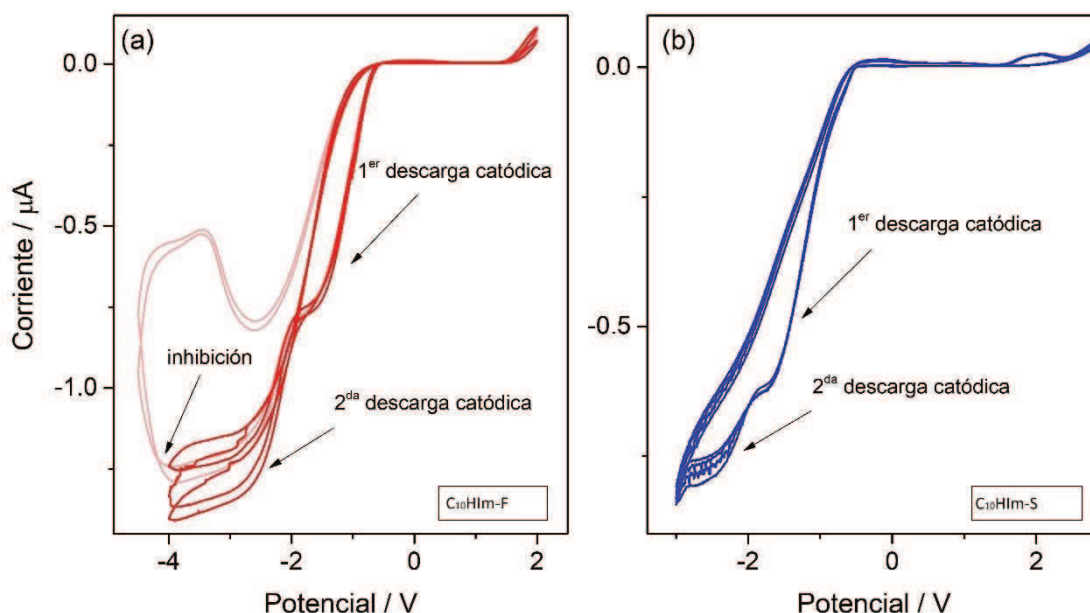 (a)
0.0
-0.5
-1.0
Corriente / µA
1er descarga catódica
inhibición
2da descarga catódica
C₁₀HIm-F
-4
-2
0
2
Potencial / V
(b)
0.0
-0.5
1er descarga catódica
2da descarga catódica
C₁₀HIm-S
-2
0
2
Potencial / V